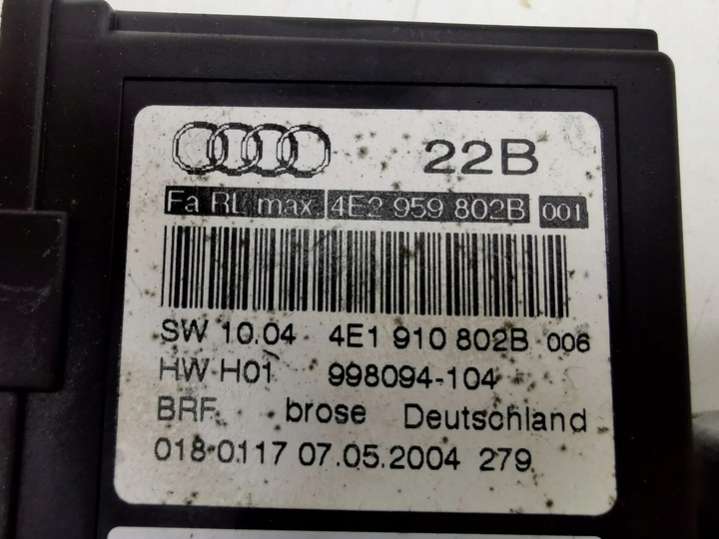 22B
Fa RL max 4E2 959 802B 001
SW 10.04 4E1 910 802B 006
HW H01 998094-104
BRF. brose Deutschland
018-0117 07.05.2004 279